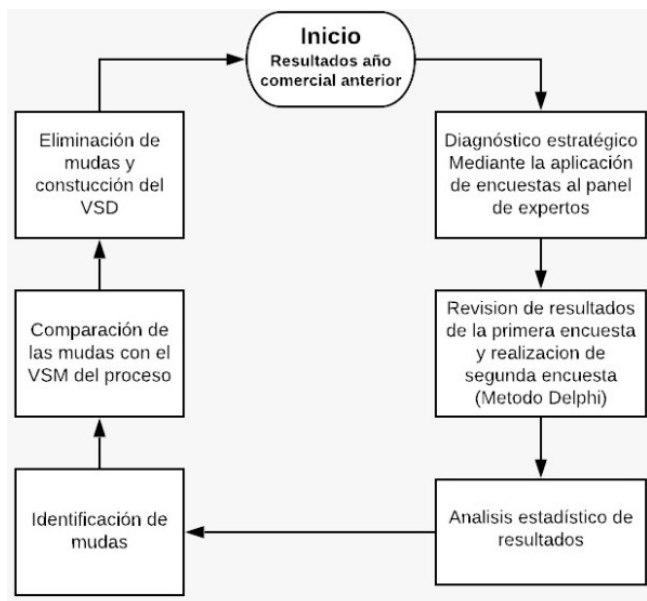 Inicio
Resultados año
comercial anterior
Diagnóstico estratégico
Mediante la aplicación
de encuestas al panel
de expertos
Revision de resultados
de la primera encuesta
y realizacion de
segunda encuesta
(Metodo Delphi)
Analisis estadístico de
resultados
Identificación de
mudas
Comparación de
las mudas con el
VSM del proceso
Eliminación de
mudas y
constucción del
VSD